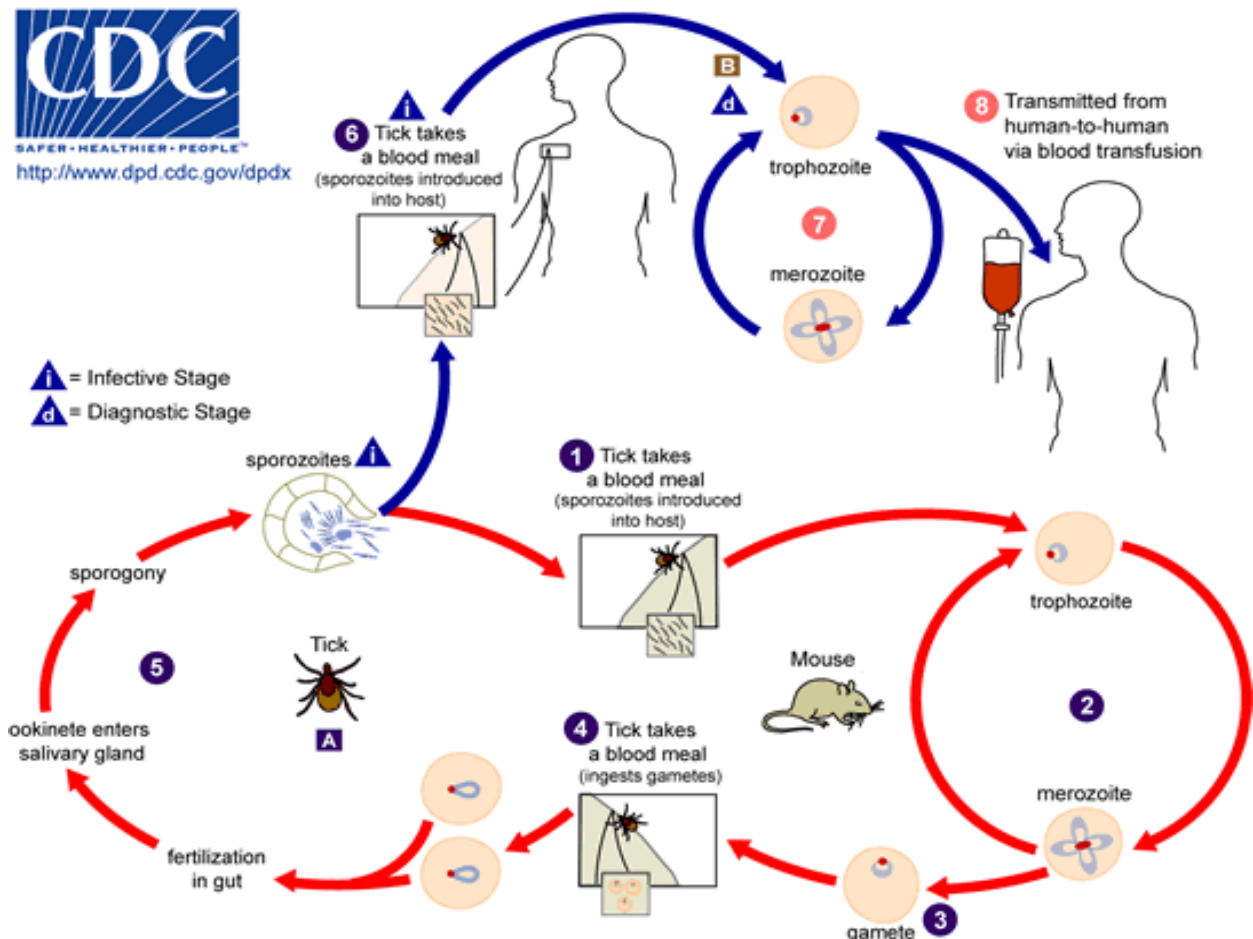 CDC
SAFER • HEALTHIER • PEOPLE™
http://www.dpd.cdc.gov/dpdx
i
6 Tick takes
a blood meal
(sporozoites introduced
into host)
B
d
trophozoite
7
merozoite
8 Transmitted from
human-to-human
via blood transfusion
i = Infective Stage
d = Diagnostic Stage
sporozoites i
1 Tick takes
a blood meal
(sporozoites introduced
into host)
trophozoite
sporogony
5
Tick
A
Mouse
2
ookinete enters
salivary gland
4 Tick takes
a blood meal
(ingests gametes)
merozoite
fertilization
in gut
3
gamete